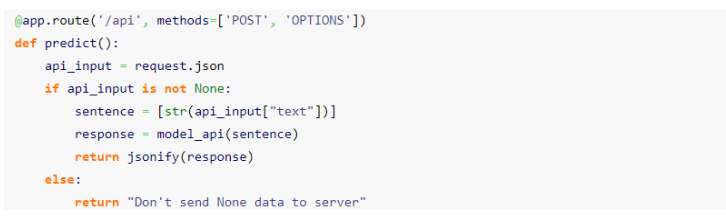 @app.route('/api', methods=['POST', 'OPTIONS'])
def predict():
    api_input = request.json
    if api_input is not None:
        sentence = [str(api_input["text"])]
        response = model_api(sentence)
        return jsonify(response)
    else:
        return "Don't send None data to server"